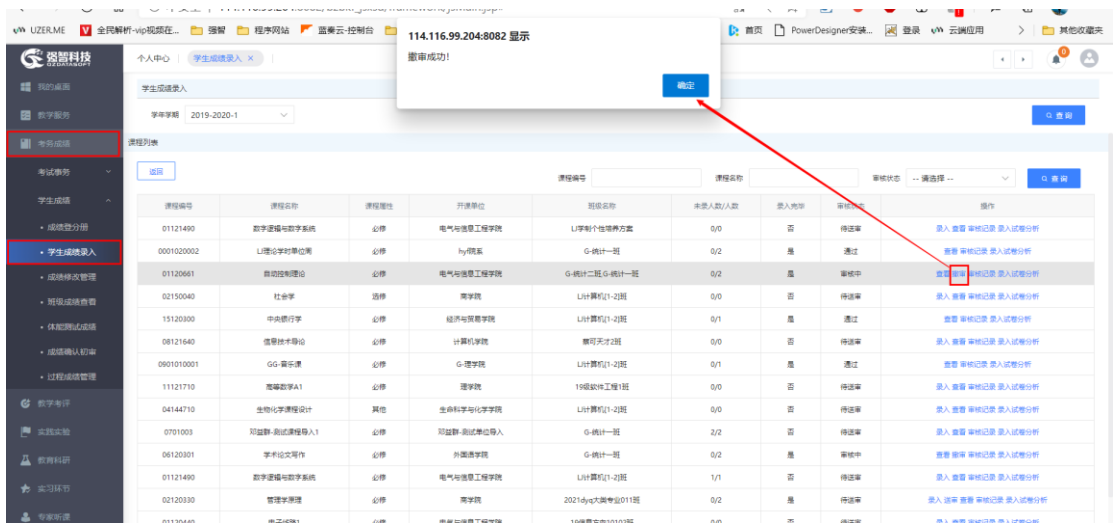 UZER.ME 全民解析-vip视频在... 强智 程序网站 蓝奏云-控制台 首页 PowerDesigner安装... 登录 云端应用 其他收藏夹
114.116.99.204:8082 显示
撤审成功!
确定
强智科技
QZDATASOFT
个人中心 学生成绩录入 ×
我的桌面
学生成绩录入
教学服务
学年学期 2019-2020-1 查询
考务成绩
课程列表
考试事务
返回 课程编号 课程名称 审核状态 -- 请选择 -- 查询
学生成绩
课程编号 课程名称 课程属性 开课单位 班级名称 未录人数/人数 录入完毕 操作
• 成绩登分册
01121490 数字逻辑与数字系统 必修 电气与信息工程学院 LJ学制个性培养方案 0/0 否 待送审 录入 查看 审核记录 录入试卷分析
• 学生成绩录入
0001020002 LJ理论学时单位周 必修 hyf院系 G-统计一班 0/2 是 通过 查看 审核记录 录入试卷分析
• 成绩修改管理
01120661 自动控制理论 必修 电气与信息工程学院 G-统计二班,G-统计一班 0/2 是 审核中 查看 撤审 审核记录 录入试卷分析
• 班级成绩查看
02150040 社会学 选修 商学院 LJ计算机[1-2]班 0/0 否 待送审 录入 查看 审核记录 录入试卷分析
• 体能测试成绩
15120300 中央银行学 必修 经济与贸易学院 LJ计算机[1-2]班 0/1 是 通过 查看 审核记录 录入试卷分析
08121640 信息技术导论 必修 计算机学院 蔡可天才2班 0/0 否 待送审 录入 查看 审核记录 录入试卷分析
• 成绩确认初审
0901010001 GG-音乐课 必修 G-理学院 LJ计算机[1-2]班 0/1 是 通过 查看 审核记录 录入试卷分析
• 过程成绩管理
11121710 高等数学A1 必修 理学院 19级软件工程1班 0/0 否 待送审 录入 查看 审核记录 录入试卷分析
教学考评
04144710 生物化学课程设计 其他 生命科学与化学学院 LJ计算机[1-2]班 0/0 否 待送审 录入 查看 审核记录 录入试卷分析
实践实验
0701003 邓益群-测试课程导入1 必修 邓益群-测试单位导入 G-统计一班 2/2 否 待送审 录入 查看 审核记录 录入试卷分析
教育科研
06120301 学术论文写作 必修 外国语学院 G-统计一班 0/2 是 审核中 查看 撤审 审核记录 录入试卷分析
实习环节
01121490 数字逻辑与数字系统 必修 电气与信息工程学院 LJ计算机[1-2]班 1/1 否 待送审 录入 查看 审核记录 录入试卷分析
02120330 管理学原理 必修 商学院 2021dyq大类专业011班 0/2 是 待送审 录入 送审 查看 审核记录 录入试卷分析
专家听课